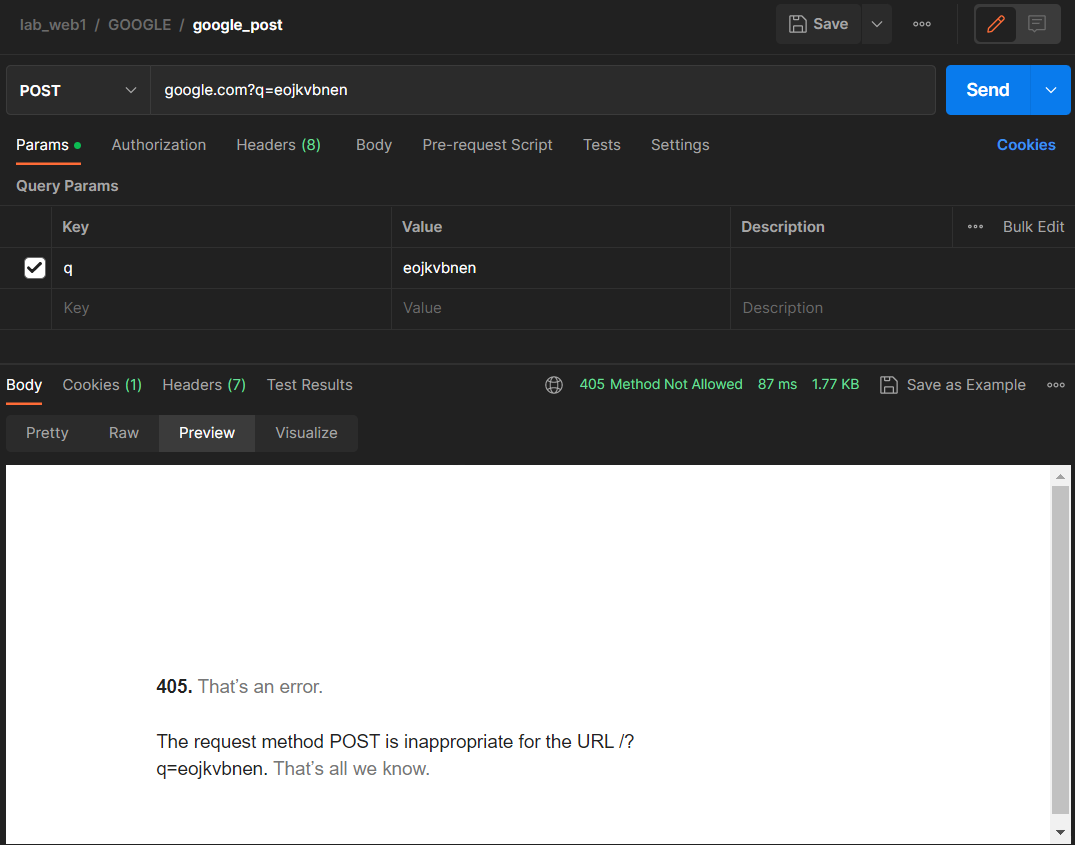 lab_web1 / GOOGLE / google_post Save
POST google.com?q=eojkvbnen Send
Params Authorization Headers (8) Body Pre-request Script Tests Settings Cookies
Query Params
Key Value Description Bulk Edit
q eojkvbnen
Key Value Description
Body Cookies (1) Headers (7) Test Results 405 Method Not Allowed 87 ms 1.77 KB Save as Example
Pretty Raw Preview Visualize
405. That’s an error.
The request method POST is inappropriate for the URL /?
q=eojkvbnen. That’s all we know.